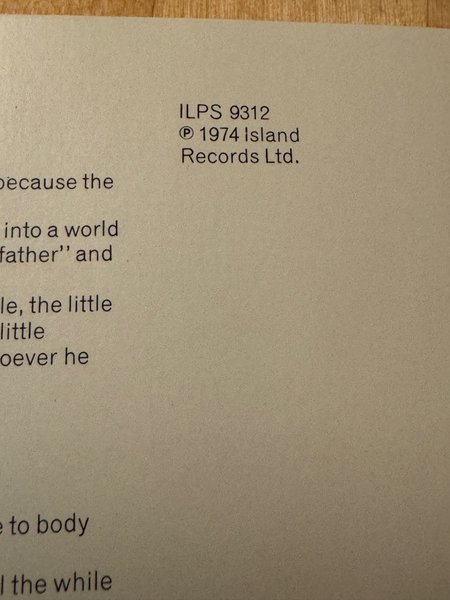 ILPS 9312
℗ 1974 Island
Records Ltd.
because the
into a world
father" and
le, the little
little
oever he
e to body
l the while